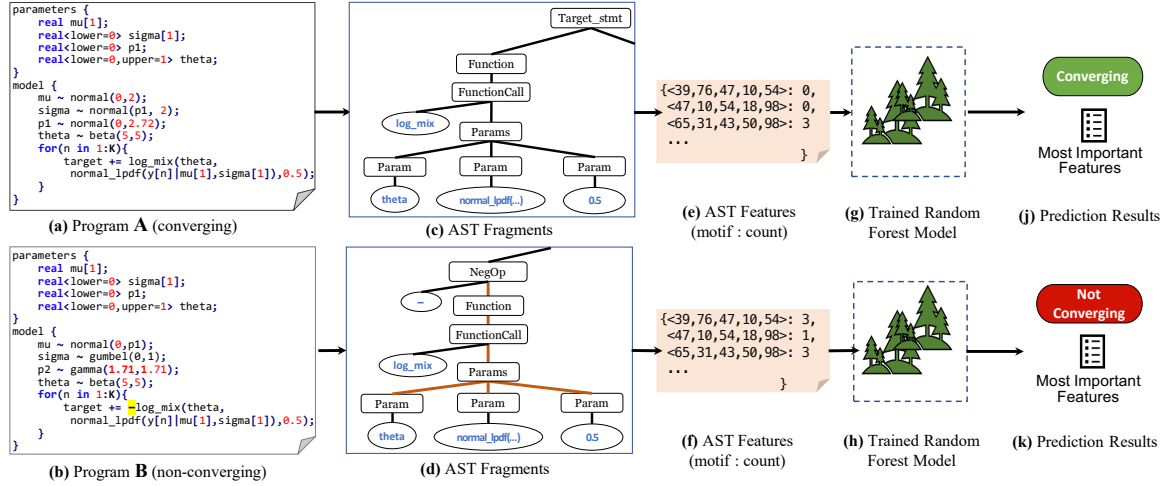 parameters {
real mu[1];
real<lower=0> sigma[1];
real<lower=0> p1;
real<lower=0,upper=1> theta;
}
model {
mu ~ normal(0,2);
sigma ~ normal(p1, 2);
p1 ~ normal(0,2.72);
theta ~ beta(5,5);
for(n in 1:K){
target += log_mix(theta,
normal_lpdf(y[n]|mu[1],sigma[1]),0.5);
}
}
(a) Program A (converging)
Target_stmt
Function
FunctionCall
log_mix
Params
Param
Param
Param
theta
normal_lpdf(...)
0.5
(c) AST Fragments
{<39,76,47,10,54>: 0,
<47,10,54,18,98>: 0,
<65,31,43,50,98>: 3
...
}
(e) AST Features
(motif : count)
(g) Trained Random
Forest Model
Converging
Most Important
Features
(j) Prediction Results
parameters {
real mu[1];
real<lower=0> sigma[1];
real<lower=0> p1;
real<lower=0,upper=1> theta;
}
model {
mu ~ normal(0,p1);
sigma ~ gumbel(0,1);
p2 ~ gamma(1.71,1.71);
theta ~ beta(5,5);
for(n in 1:K){
target += -log_mix(theta,
normal_lpdf(y[n]|mu[1],sigma[1]),0.5);
}
}
(b) Program B (non-converging)
NegOp
–
Function
FunctionCall
log_mix
Params
Param
Param
Param
theta
normal_lpdf(...)
0.5
(d) AST Fragments
{<39,76,47,10,54>: 3,
<47,10,54,18,98>: 1,
<65,31,43,50,98>: 3
...
}
(f) AST Features
(motif : count)
(h) Trained Random
Forest Model
Not
Converging
Most Important
Features
(k) Prediction Results